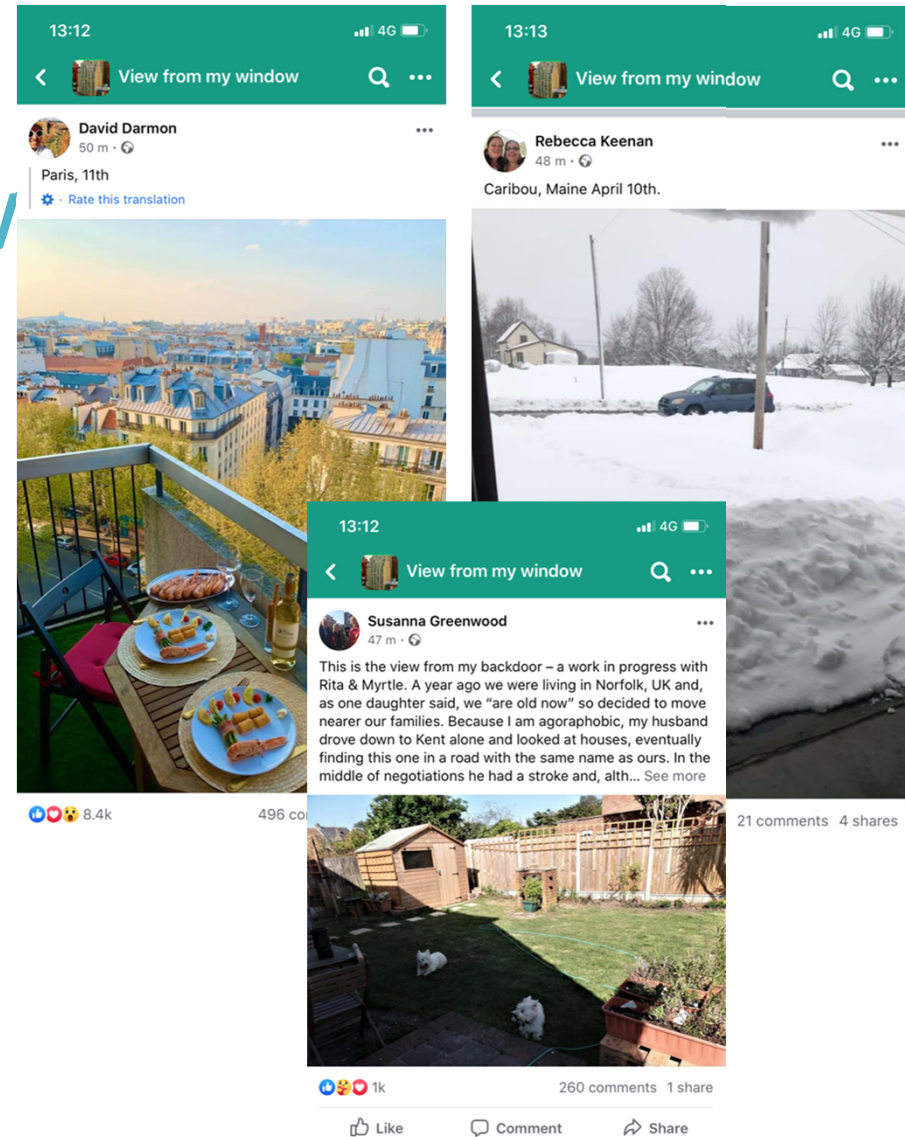 13:12
4G
View from my window
David Darmon
50 m ·
Paris, 11th
· Rate this translation
8.4k
496
13:13
4G
View from my window
Rebecca Keenan
48 m ·
Caribou, Maine April 10th.
21 comments 4 shares
13:12
4G
View from my window
Susanna Greenwood
47 m ·
This is the view from my backdoor – a work in progress with
Rita & Myrtle. A year ago we were living in Norfolk, UK and,
as one daughter said, we “are old now” so decided to move
nearer our families. Because I am agoraphobic, my husband
drove down to Kent alone and looked at houses, eventually
finding this one in a road with the same name as ours. In the
middle of negotiations he had a stroke and, alth... See more
1k
260 comments 1 share
Like
Comment
Share